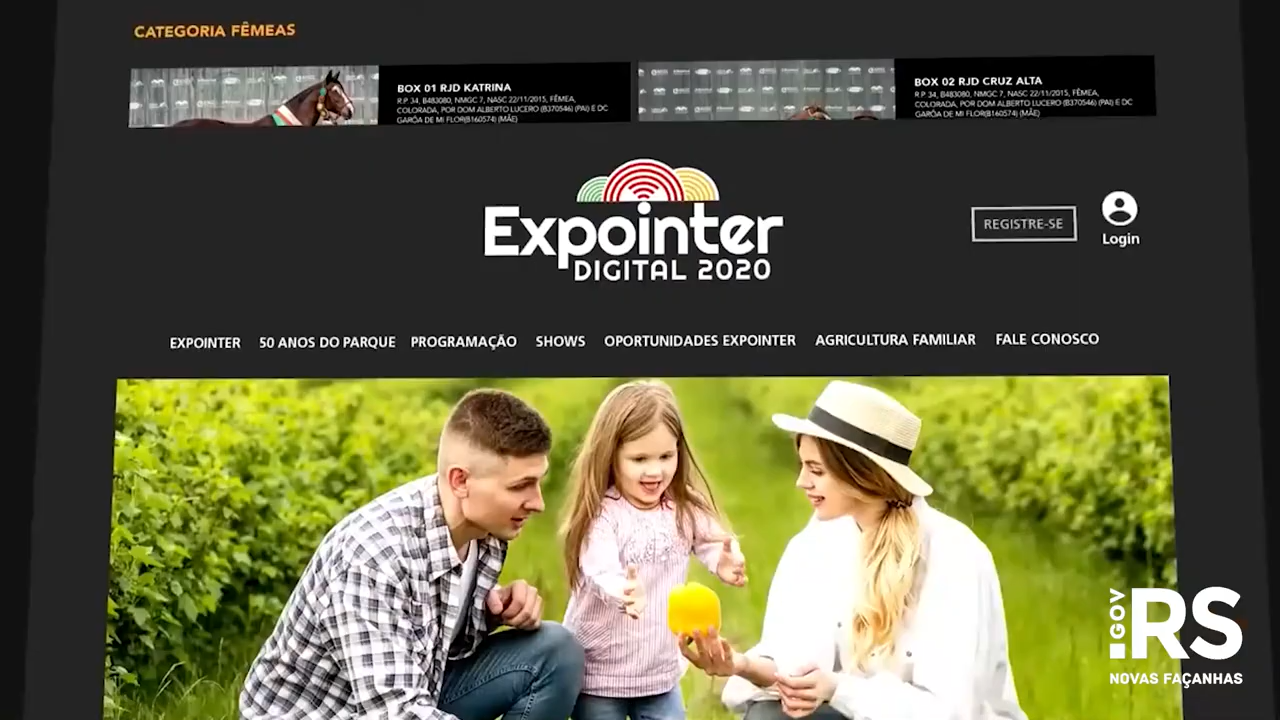 CATEGORIA FÊMEAS
BOX 01 RJD KATRINA
R.P. 34, B483080, NMGC 7, NASC 22/11/2015, FÊMEA,
COLORADA, POR DOM ALBERTO LUCERO (B370546) (PAI) E DC
GARÔA DE MI FLOR(B160574) (MÃE)
BOX 02 RJD CRUZ ALTA
R.P. 34, B483080, NMGC 7, NASC 22/11/2015, FÊMEA,
COLORADA, POR DOM ALBERTO LUCERO (B370546) (PAI) E DC
GARÔA DE MI FLOR(B160574) (MÃE)
Expointer
DIGITAL 2020
REGISTRE-SE
Login
EXPOINTER 50 ANOS DO PARQUE PROGRAMAÇÃO SHOWS OPORTUNIDADES EXPOINTER AGRICULTURA FAMILIAR FALE CONOSCO
.GOV
RS
NOVAS FAÇANHAS